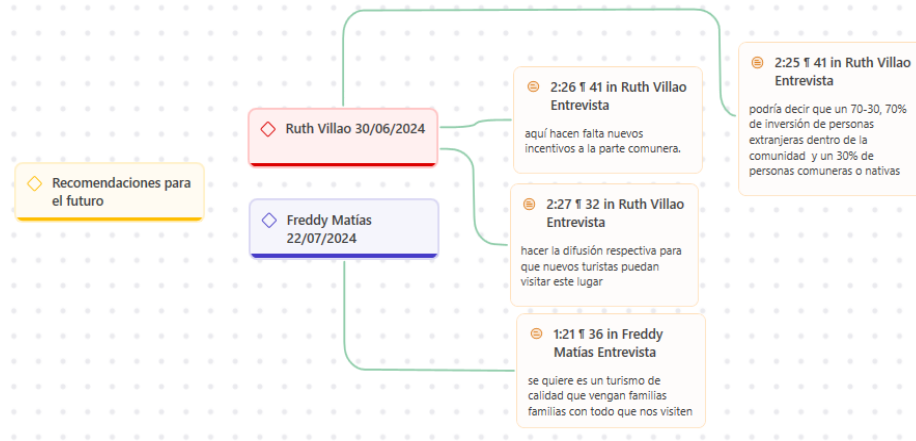 Recomendaciones para
el futuro
Ruth Villao 30/06/2024
Freddy Matías
22/07/2024
2:26 ¶ 41 in Ruth Villao
Entrevista
aquí hacen falta nuevos
incentivos a la parte comunera.
2:27 ¶ 32 in Ruth Villao
Entrevista
hacer la difusión respectiva para
que nuevos turistas puedan
visitar este lugar
1:21 ¶ 36 in Freddy
Matías Entrevista
se quiere es un turismo de
calidad que vengan familias
familias con todo que nos visiten
2:25 ¶ 41 in Ruth Villao
Entrevista
podría decir que un 70-30, 70%
de inversión de personas
extranjeras dentro de la
comunidad y un 30% de
personas comuneras o nativas